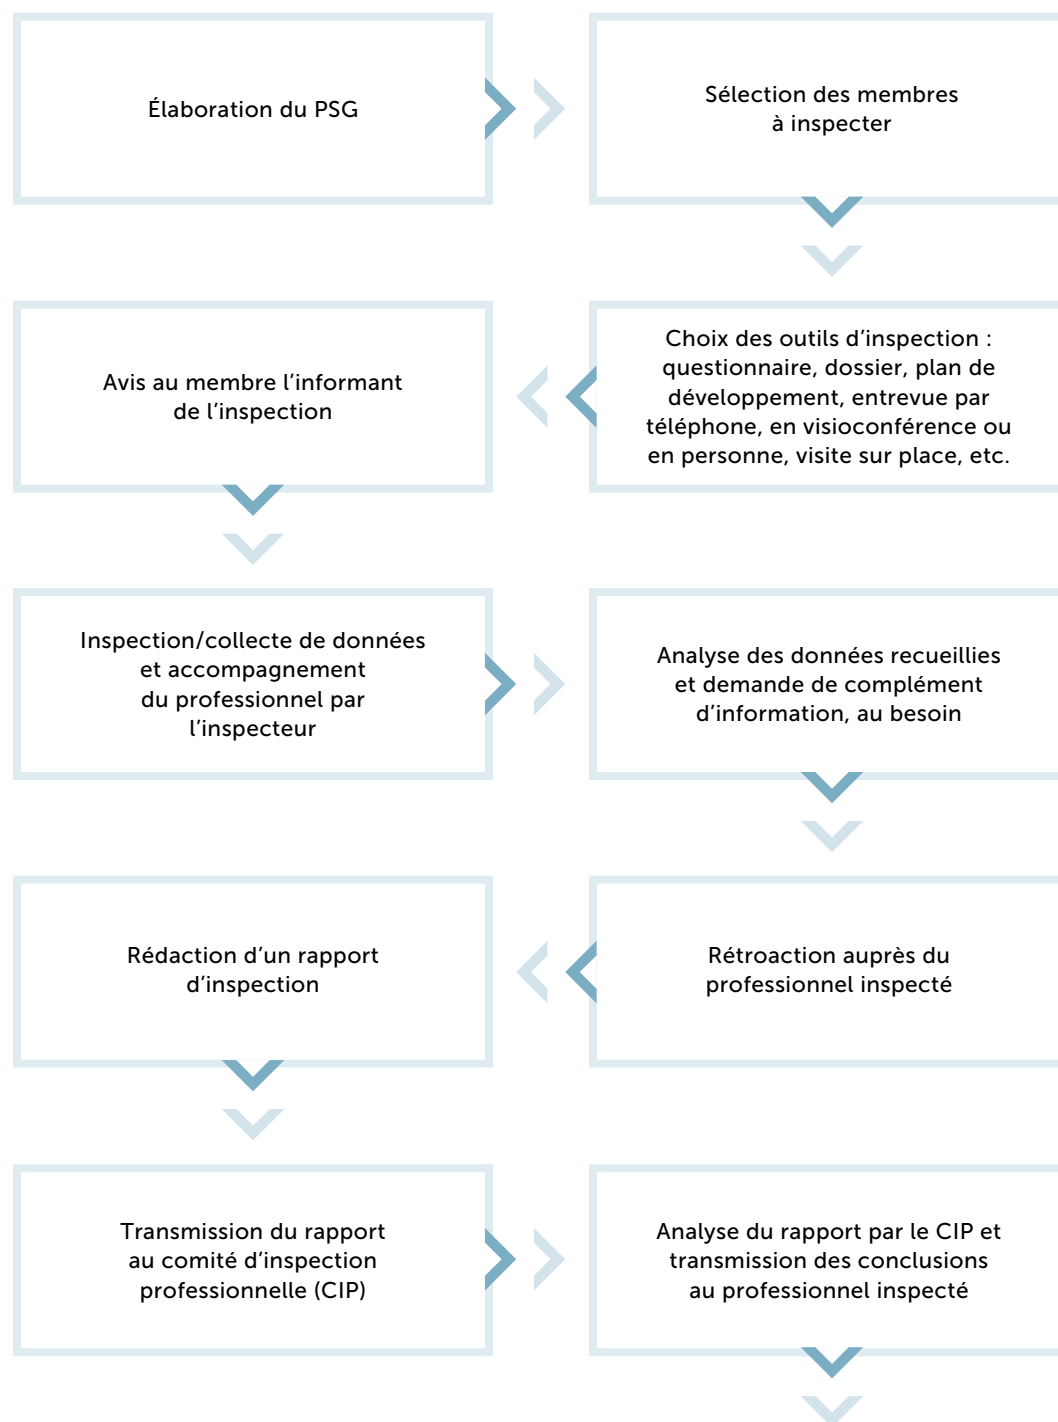 Élaboration du PSG
Sélection des membres
à inspecter
Choix des outils d’inspection :
questionnaire, dossier, plan de
développement, entrevue par
téléphone, en visioconférence ou
en personne, visite sur place, etc.
Avis au membre l’informant
de l’inspection
Inspection/collecte de données
et accompagnement
du professionnel par
l’inspecteur
Analyse des données recueillies
et demande de complément
d’information, au besoin
Rétroaction auprès du
professionnel inspecté
Rédaction d’un rapport
d’inspection
Transmission du rapport
au comité d’inspection
professionnelle (CIP)
Analyse du rapport par le CIP et
transmission des conclusions
au professionnel inspecté